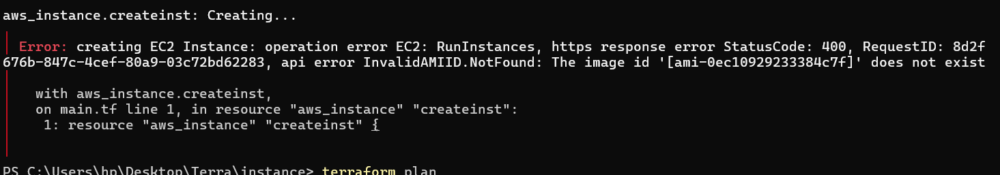 aws_instance.createinst: Creating...
Error: creating EC2 Instance: operation error EC2: RunInstances, https response error StatusCode: 400, RequestID: 8d2f
676b-847c-4cef-80a9-03c72bd62283, api error InvalidAMIID.NotFound: The image id '[ami-0ec10929233384c7f]' does not exist
with aws_instance.createinst,
on main.tf line 1, in resource "aws_instance" "createinst":
1: resource "aws_instance" "createinst" {
PS C:\Users\hp\Desktop\Terra\instance> terraform plan